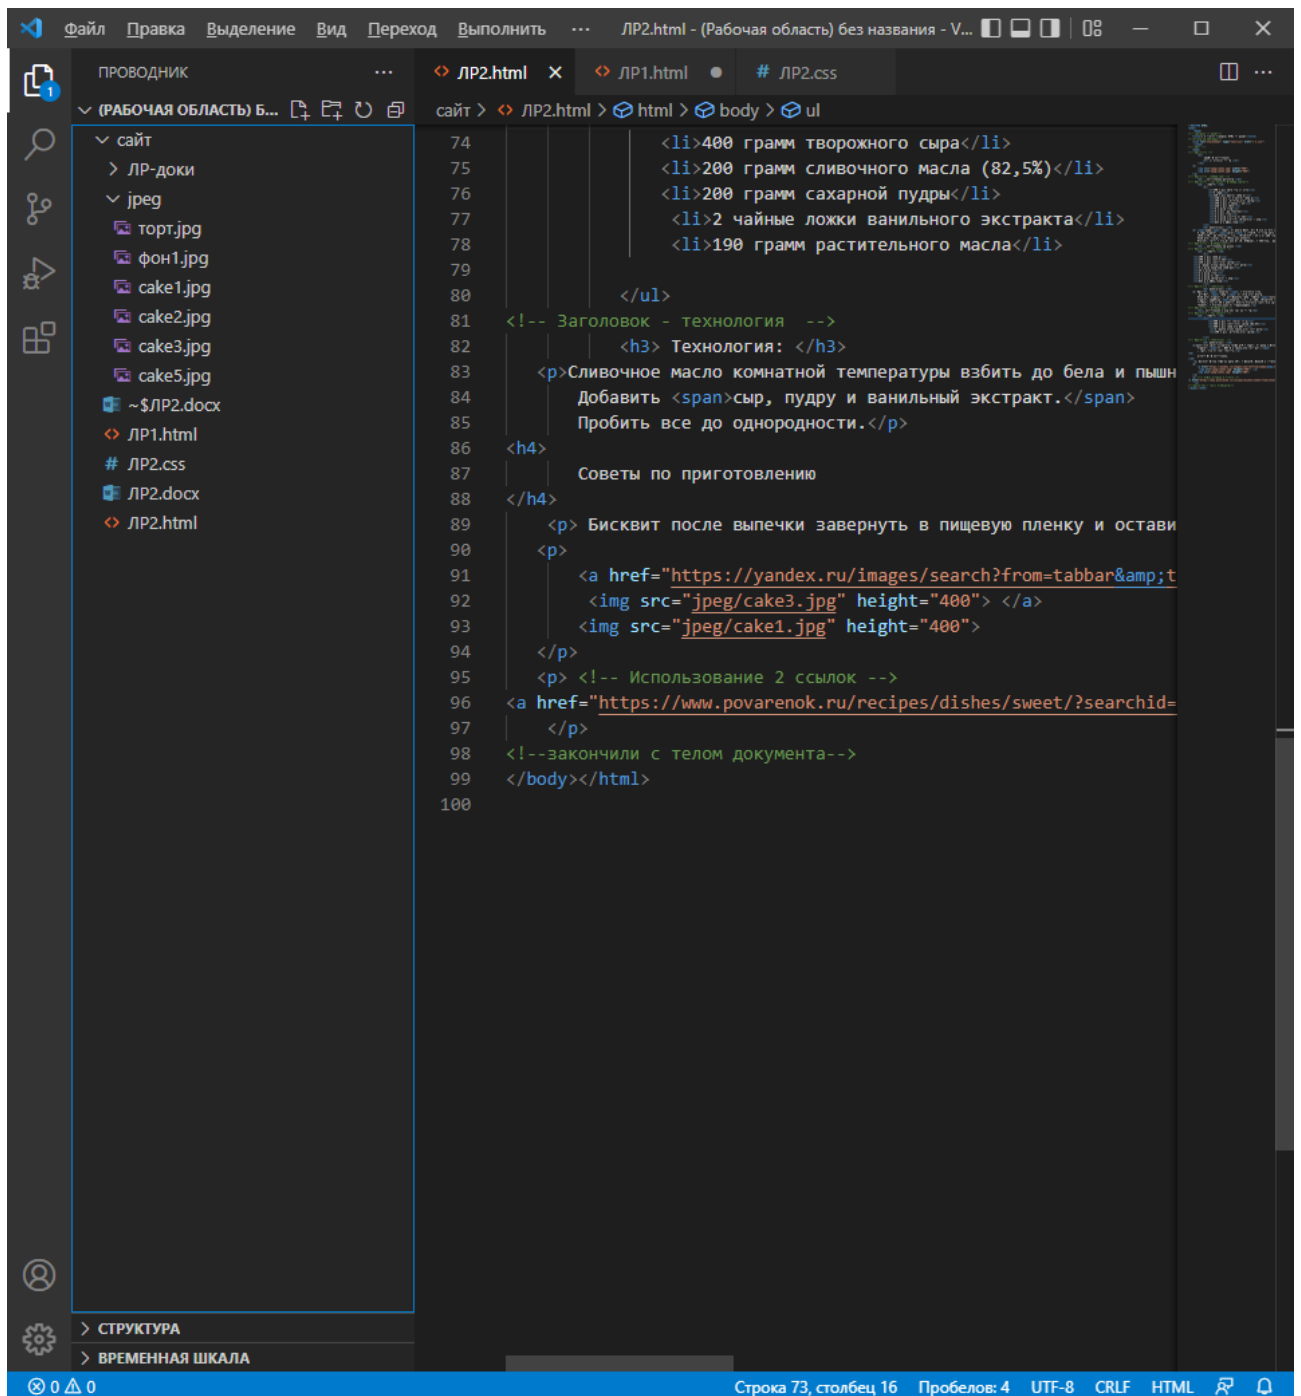 Файл Правка Выделение Вид Переход Выполнить ··· ЛР2.html - (Рабочая область) без названия - V...
ПРОВОДНИК ···
(РАБОЧАЯ ОБЛАСТЬ) Б...
сайт
ЛР-доки
jpeg
торт.jpg
фон1.jpg
cake1.jpg
cake2.jpg
cake3.jpg
cake5.jpg
~$ЛР2.docx
ЛР1.html
# ЛР2.css
ЛР2.docx
ЛР2.html
СТРУКТУРА
ВРЕМЕННАЯ ШКАЛА
1
<> ЛР2.html × <> ЛР1.html ● # ЛР2.css ···
сайт > <> ЛР2.html > html > body > ul
74 <li>400 грамм творожного сыра</li>
75 <li>200 грамм сливочного масла (82,5%)</li>
76 <li>200 грамм сахарной пудры</li>
77 <li>2 чайные ложки ванильного экстракта</li>
78 <li>190 грамм растительного масла</li>
79
80 </ul>
81 <!-- Заголовок - технология  -->
82 <h3> Технология: </h3>
83 <p>Сливочное масло комнатной температуры взбить до бела и пышн
84 Добавить <span>сыр, пудру и ванильный экстракт.</span>
85 Пробить все до однородности.</p>
86 <h4>
87 Советы по приготовлению
88 </h4>
89 <p> Бисквит после выпечки завернуть в пищевую пленку и остави
90 <p>
91 <a href="https://yandex.ru/images/search?from=tabbar&amp;t
92 <img src="jpeg/cake3.jpg" height="400"> </a>
93 <img src="jpeg/cake1.jpg" height="400">
94 </p>
95 <p> <!-- Использование 2 ссылок -->
96 <a href="https://www.povarenok.ru/recipes/dishes/sweet/?searchid=
97 </p>
98 <!--закончили с телом документа-->
99 </body></html>
100
0 0 Строка 73, столбец 16 Пробелов: 4 UTF-8 CRLF HTML